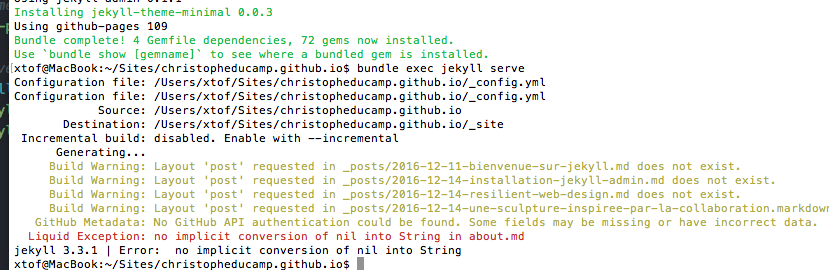 Using jekyll-admin 0.1.1
Installing jekyll-theme-minimal 0.0.3
Using github-pages 109
Bundle complete! 4 Gemfile dependencies, 72 gems now installed.
Use `bundle show [gemname]` to see where a bundled gem is installed.
[xtof@MacBook:~/Sites/christopheducamp.github.io$ bundle exec jekyll serve
Configuration file: /Users/xtof/Sites/christopheducamp.github.io/_config.yml
Configuration file: /Users/xtof/Sites/christopheducamp.github.io/_config.yml
Source: /Users/xtof/Sites/christopheducamp.github.io
Destination: /Users/xtof/Sites/christopheducamp.github.io/_site
Incremental build: disabled. Enable with --incremental
Generating...
Build Warning: Layout 'post' requested in _posts/2016-12-11-bienvenue-sur-jekyll.md does not exist.
Build Warning: Layout 'post' requested in _posts/2016-12-14-installation-jekyll-admin.md does not exist.
Build Warning: Layout 'post' requested in _posts/2016-12-14-resilient-web-design.md does not exist.
Build Warning: Layout 'post' requested in _posts/2016-12-14-une-sculpture-inspiree-par-la-collaboration.markdown
GitHub Metadata: No GitHub API authentication could be found. Some fields may be missing or have incorrect data.
Liquid Exception: no implicit conversion of nil into String in about.md
jekyll 3.3.1 | Error:  no implicit conversion of nil into String
xtof@MacBook:~/Sites/christopheducamp.github.io$